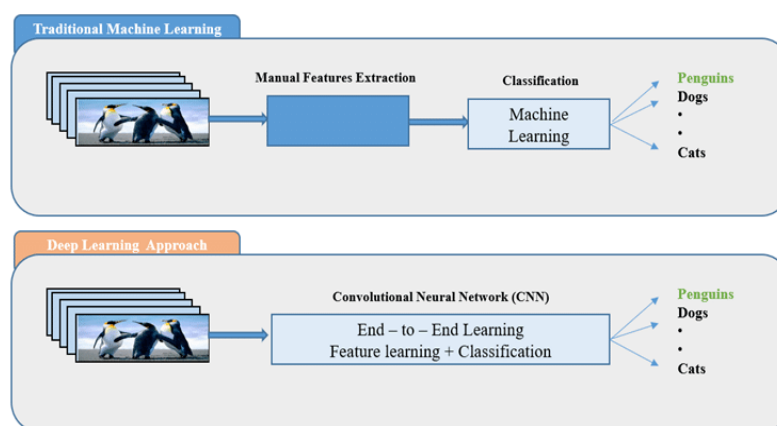 Traditional Machine Learning
Manual Features Extraction
Classification
Machine
Learning
Penguins
Dogs
•
•
Cats
Deep Learning Approach
Convolutional Neural Network (CNN)
End – to – End Learning
Feature learning + Classification
Penguins
Dogs
•
•
Cats